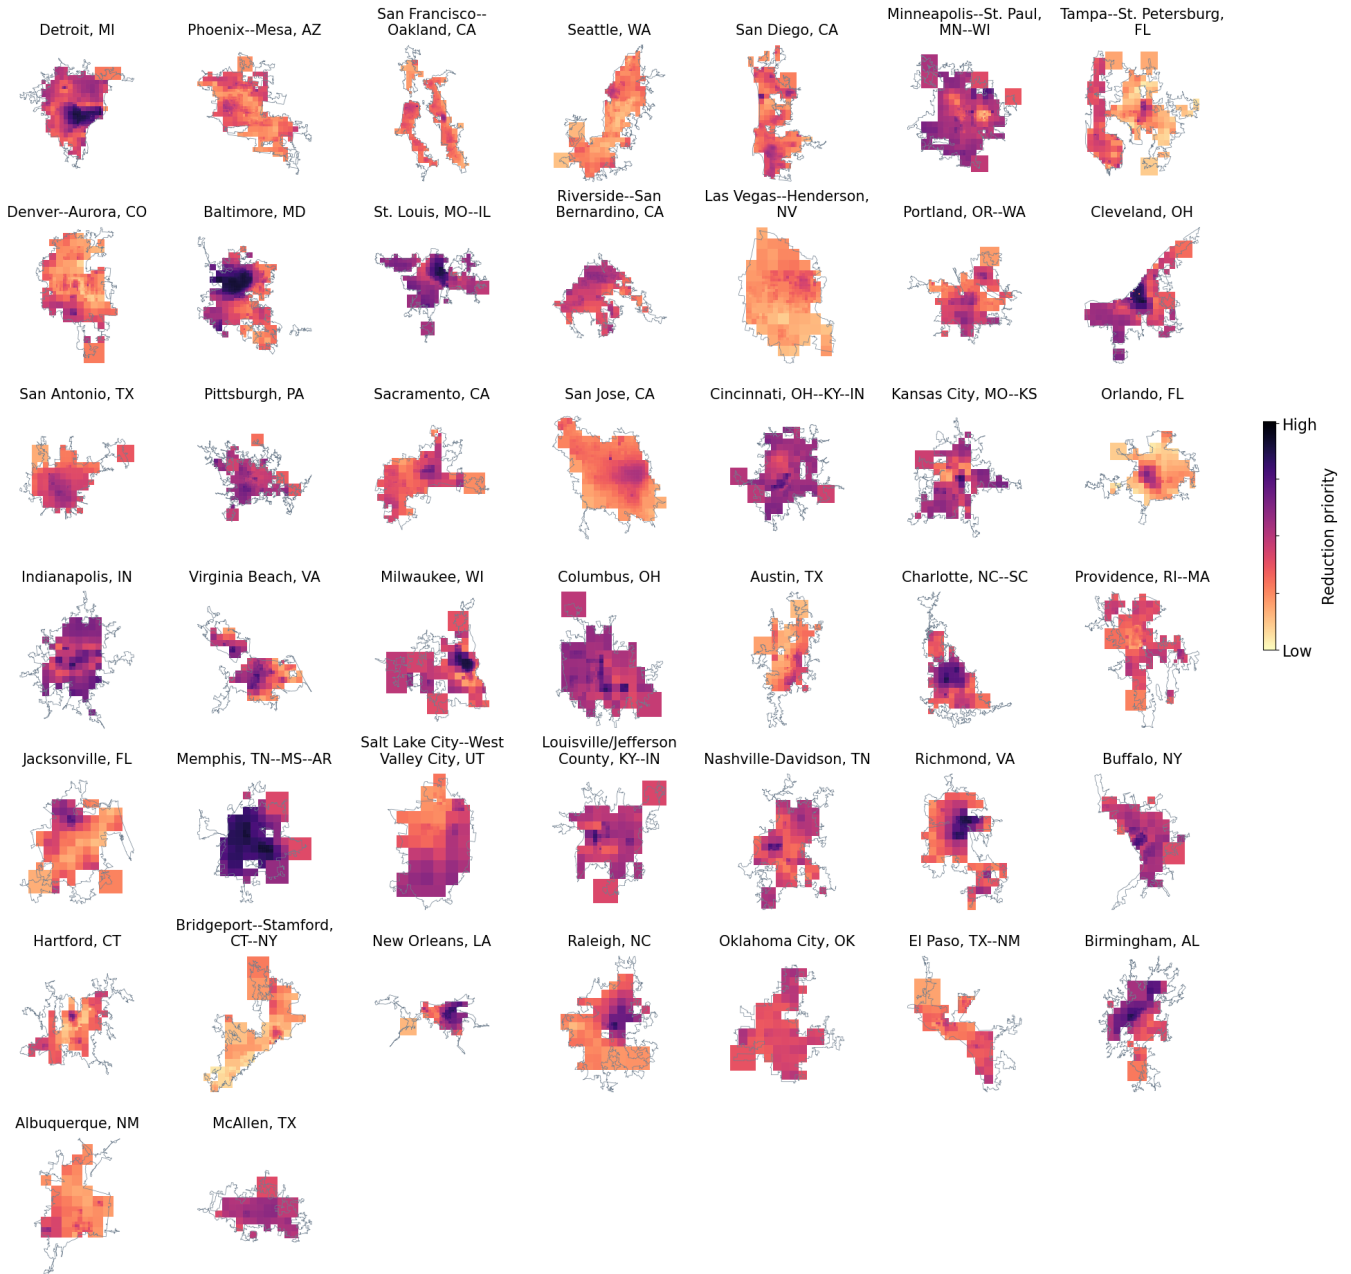 Detroit, MI
Phoenix--Mesa, AZ
San Francisco--
Oakland, CA
Seattle, WA
San Diego, CA
Minneapolis--St. Paul,
MN--WI
Tampa--St. Petersburg,
FL
Denver--Aurora, CO
Baltimore, MD
St. Louis, MO--IL
Riverside--San
Bernardino, CA
Las Vegas--Henderson,
NV
Portland, OR--WA
Cleveland, OH
San Antonio, TX
Pittsburgh, PA
Sacramento, CA
San Jose, CA
Cincinnati, OH--KY--IN
Kansas City, MO--KS
Orlando, FL
High
Reduction priority
Low
Indianapolis, IN
Virginia Beach, VA
Milwaukee, WI
Columbus, OH
Austin, TX
Charlotte, NC--SC
Providence, RI--MA
Jacksonville, FL
Memphis, TN--MS--AR
Salt Lake City--West
Valley City, UT
Louisville/Jefferson
County, KY--IN
Nashville-Davidson, TN
Richmond, VA
Buffalo, NY
Hartford, CT
Bridgeport--Stamford,
CT--NY
New Orleans, LA
Raleigh, NC
Oklahoma City, OK
El Paso, TX--NM
Birmingham, AL
Albuquerque, NM
McAllen, TX